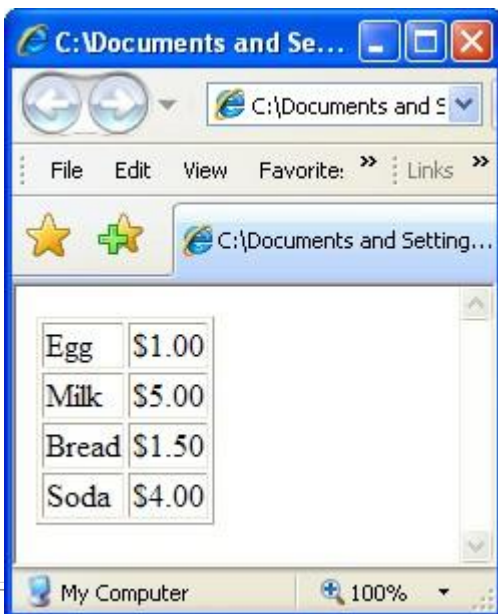 C:\Documents and Se...
C:\Documents and S
File Edit View Favorite: » Links »
C:\Documents and Setting...
Egg $1.00
Milk $5.00
Bread $1.50
Soda $4.00
My Computer 100%